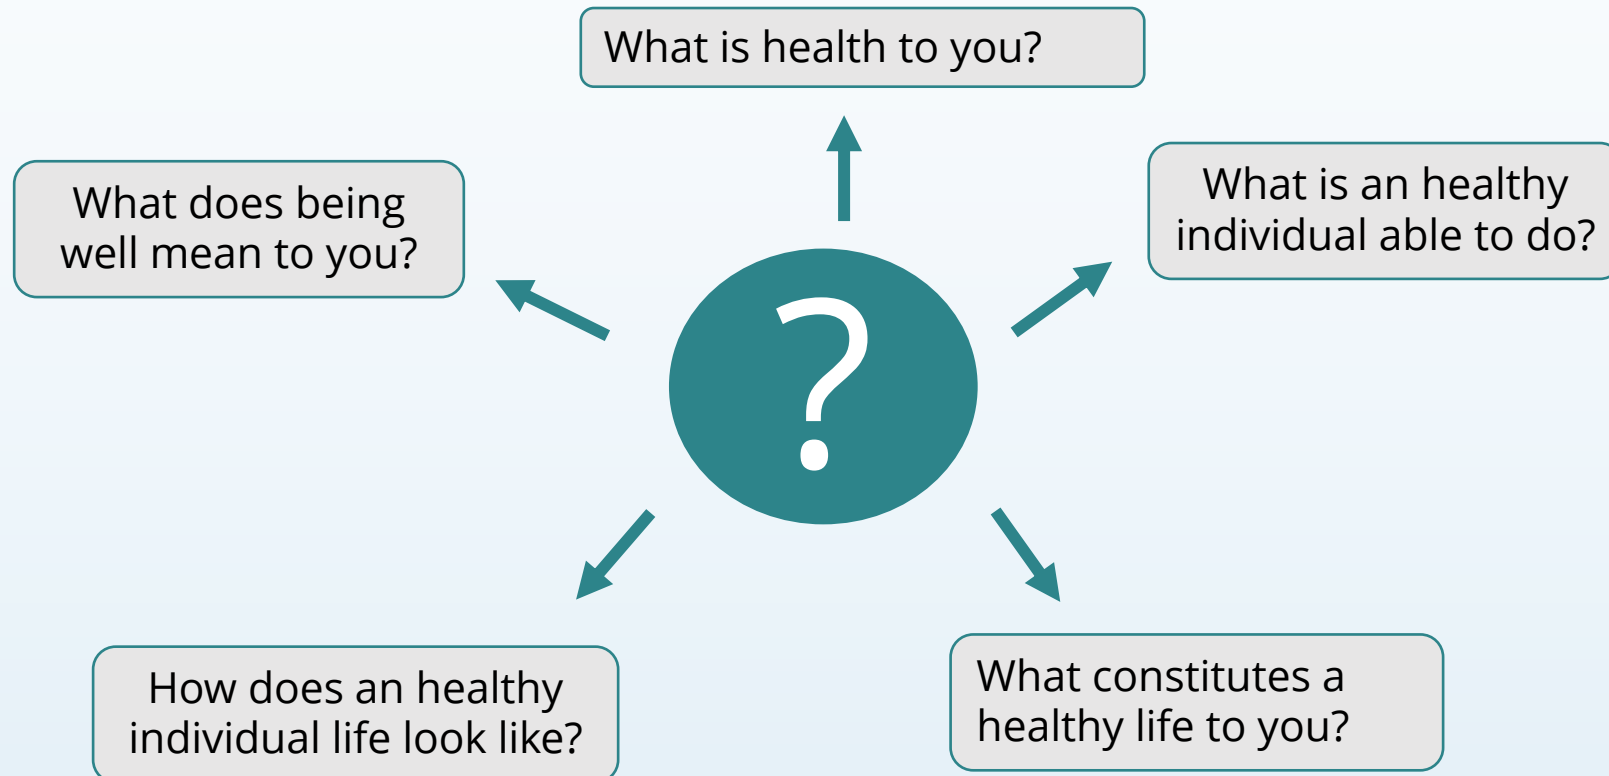 What is health to you?
What does being
well mean to you?
What is an healthy
individual able to do?
?
How does an healthy
individual life look like?
What constitutes a
healthy life to you?